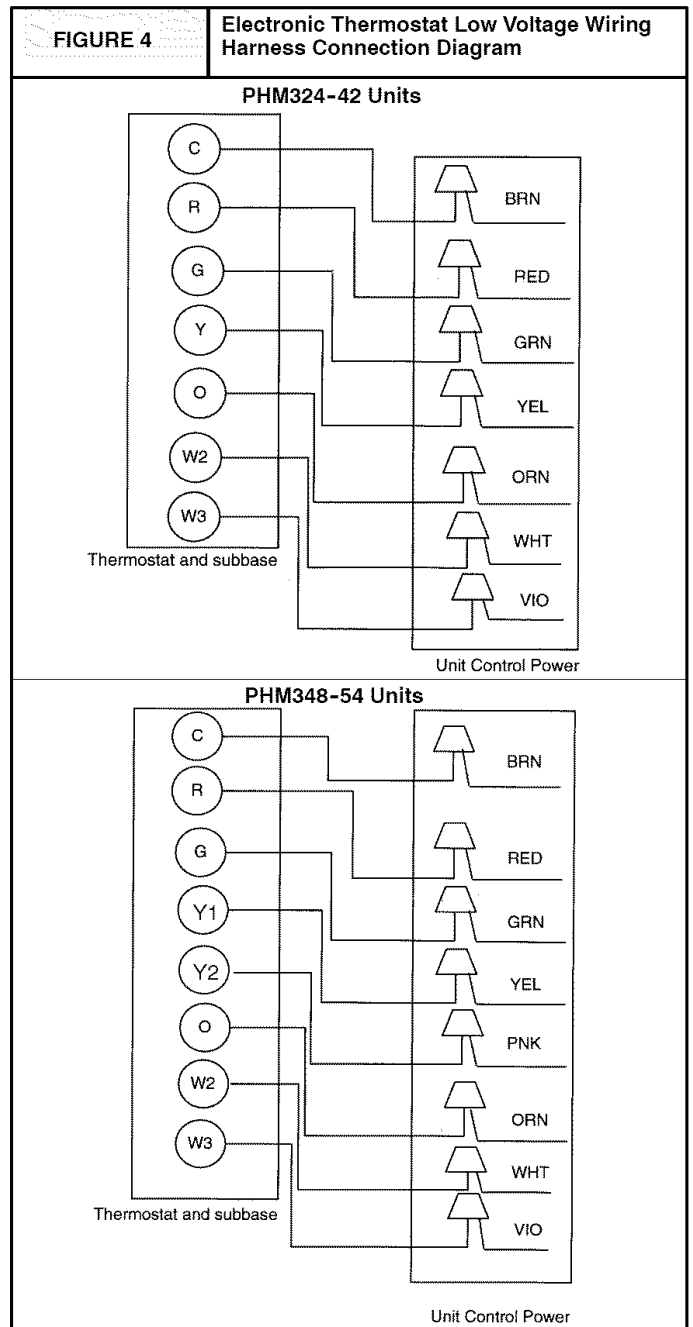 FIGURE 4
Electronic Thermostat Low Voltage Wiring
Harness Connection Diagram
PHM324-42 Units
C
BRN
R
RED
G
GRN
Y
YEL
O
ORN
W2
WHT
W3
VIO
Thermostat and subbase
Unit Control Power
PHM348-54 Units
C
BRN
R
RED
G
GRN
Y1
YEL
Y2
PNK
O
ORN
W2
WHT
W3
VIO
Thermostat and subbase
Unit Control Power